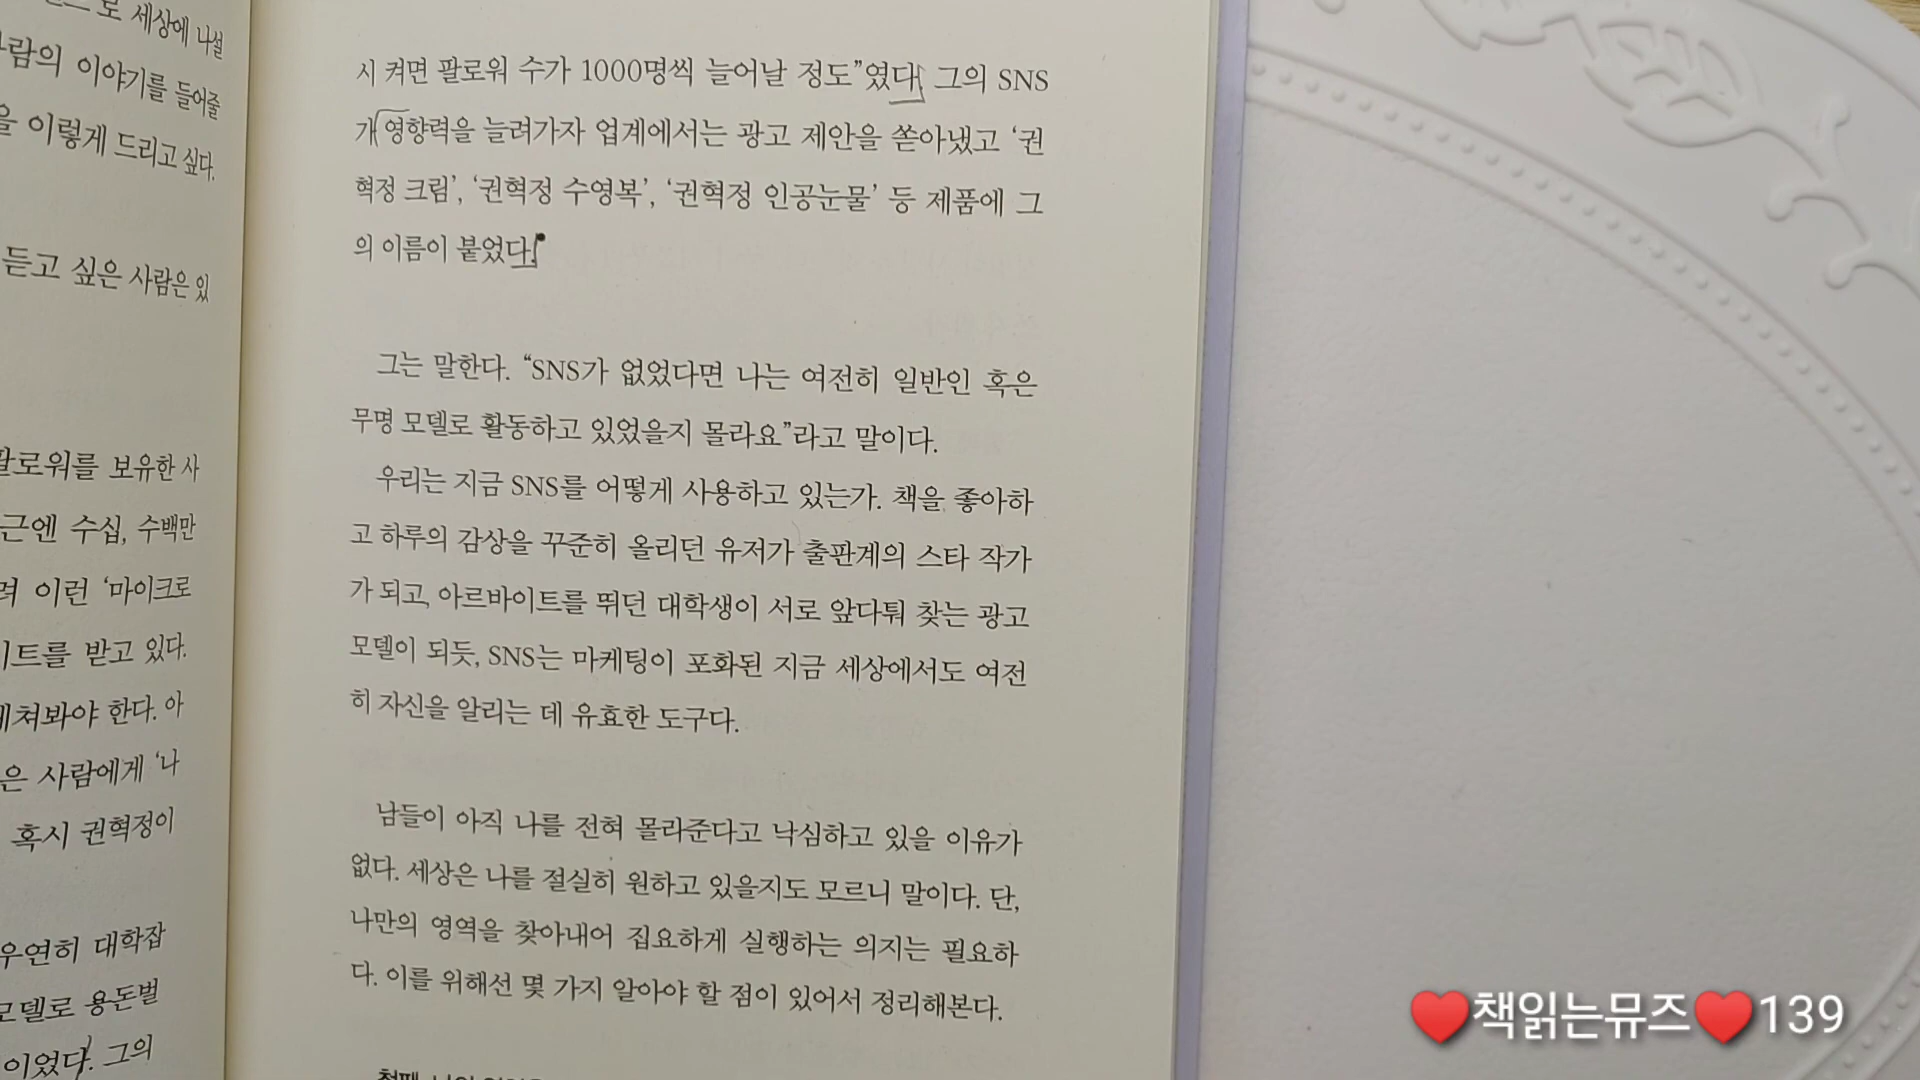 로 세상에 나설
람의 이야기를 들어줄
을 이렇게 드리고 싶다.
듣고 싶은 사람은 있
팔로워를 보유한 사
근엔 수십, 수백만
려 이런 ‘마이크로
이트를 받고 있다.
봐야 한다. 아
은 사람에게 ‘나
혹시 권혁정이
우연히 대학잡
모델로 용돈벌
이었다. 그의
시 켜면 팔로워 수가 1000명씩 늘어날 정도”였다. 그의 SNS
가 영향력을 늘려가자 업계에서는 광고 제안을 쏟아냈고 ‘권
혁정 크림’, ‘권혁정 수영복’, ‘권혁정 인공눈물’ 등 제품에 그
의 이름이 붙었다.
그는 말한다. “SNS가 없었다면 나는 여전히 일반인 혹은
무명 모델로 활동하고 있었을지 몰라요”라고 말이다.
우리는 지금 SNS를 어떻게 사용하고 있는가. 책을 좋아하
고 하루의 감상을 꾸준히 올리던 유저가 출판계의 스타 작가
가 되고, 아르바이트를 뛰던 대학생이 서로 앞다퉈 찾는 광고
모델이 되듯, SNS는 마케팅이 포화된 지금 세상에서도 여전
히 자신을 알리는 데 유효한 도구다.
남들이 아직 나를 전혀 몰라준다고 낙심하고 있을 이유가
없다. 세상은 나를 절실히 원하고 있을지도 모르니 말이다. 단,
나만의 영역을 찾아내어 집요하게 실행하는 의지는 필요하
다. 이를 위해선 몇 가지 알아야 할 점이 있어서 정리해본다.
❤️책읽는뮤즈❤️139